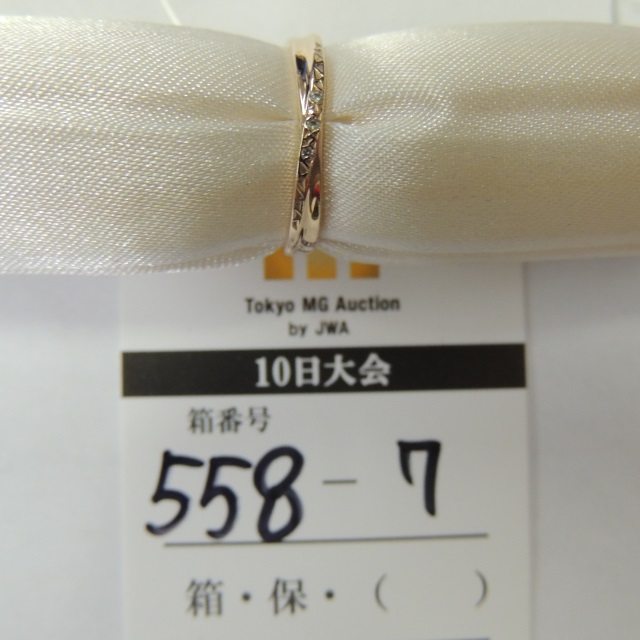 Tokyo MG Auction
by JWA
10日大会
箱番号
558-7
箱・保・（　　）